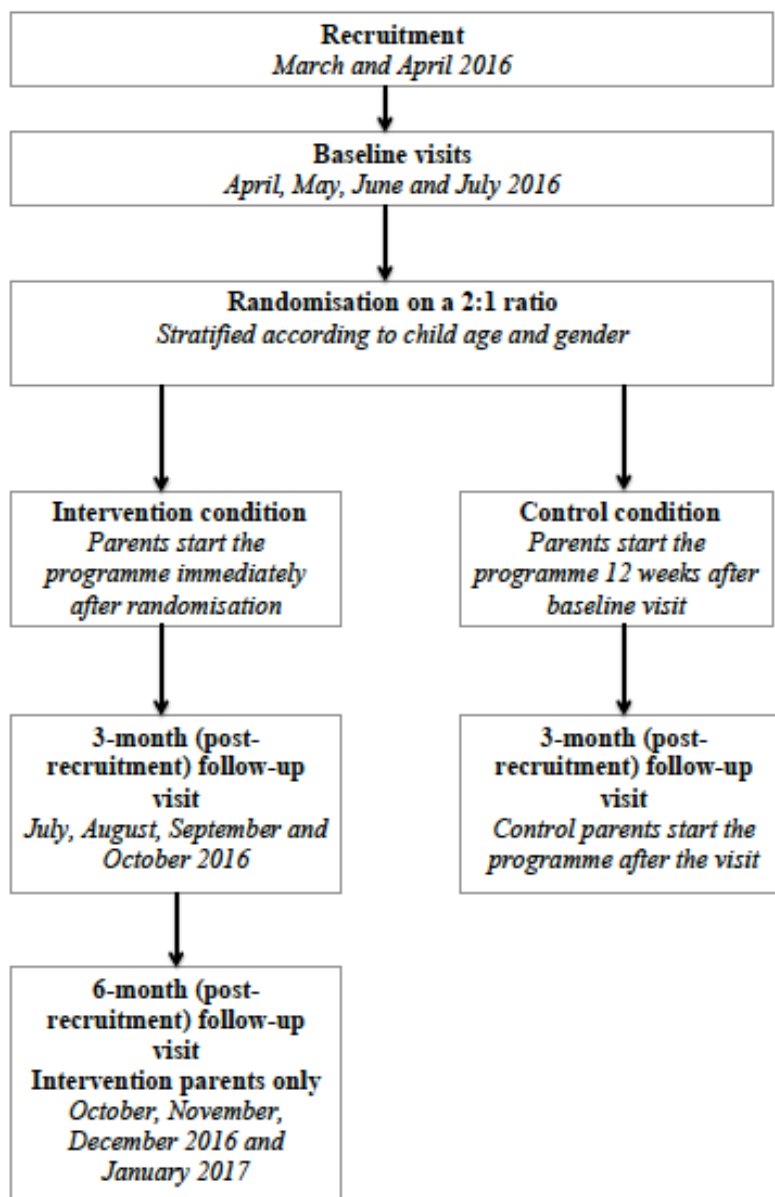 Recruitment
March and April 2016
Baseline visits
April, May, June and July 2016
Randomisation on a 2:1 ratio
Stratified according to child age and gender
Intervention condition
Parents start the
programme immediately
after randomisation
Control condition
Parents start the
programme 12 weeks after
baseline visit
3-month (post-
recruitment) follow-up
visit
July, August, September and
October 2016
3-month (post-
recruitment) follow-up
visit
Control parents start the
programme after the visit
6-month (post-
recruitment) follow-up
visit
Intervention parents only
October, November,
December 2016 and
January 2017